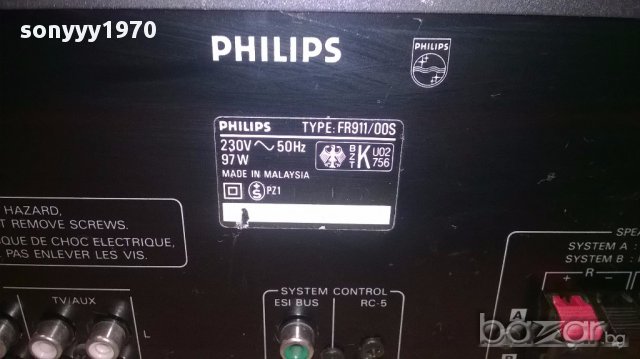 sonyyy1970
PHILIPS
PHILIPS
PHILIPS TYPE: FR911/00S
230V ~ 50Hz
97W
BZT K U02 756
MADE IN MALAYSIA
PZ1
HAZARD,
REMOVE SCREWS.
DE CHOC ELECTRIQUE,
PAS ENLEVER LES VIS.
TV/AUX
L
SYSTEM CONTROL
ESI BUS RC-5
SYSTEM A :
SYSTEM B :
+ R -
A
bazar.bg